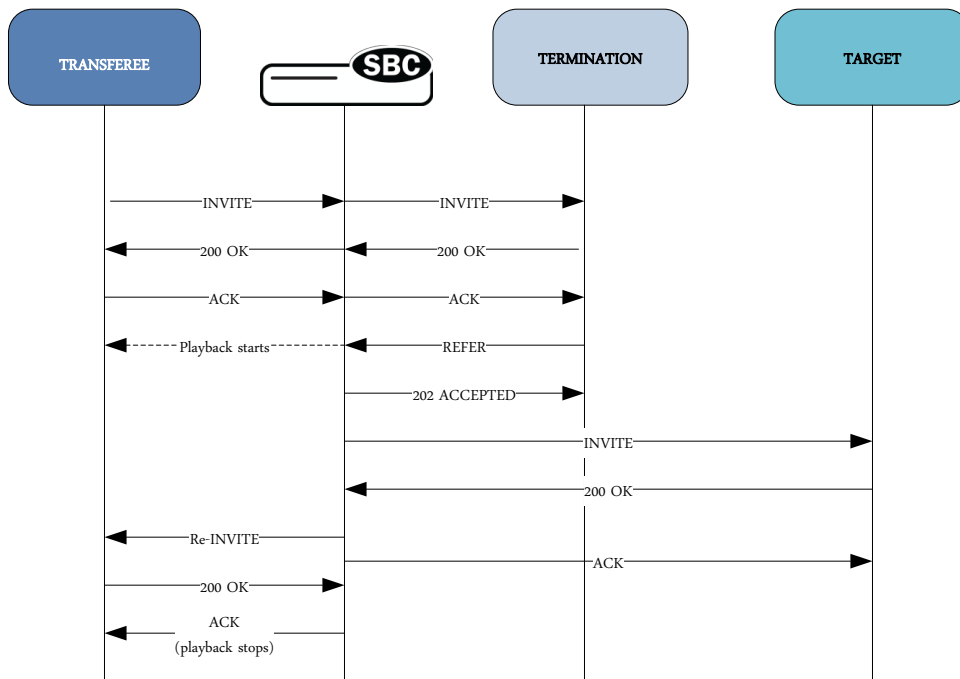 TRANSFEREE
SBC
TERMINATION
TARGET
INVITE
INVITE
200 OK
200 OK
ACK
ACK
Playback starts
REFER
202 ACCEPTED
INVITE
200 OK
Re-INVITE
ACK
200 OK
ACK
(playback stops)